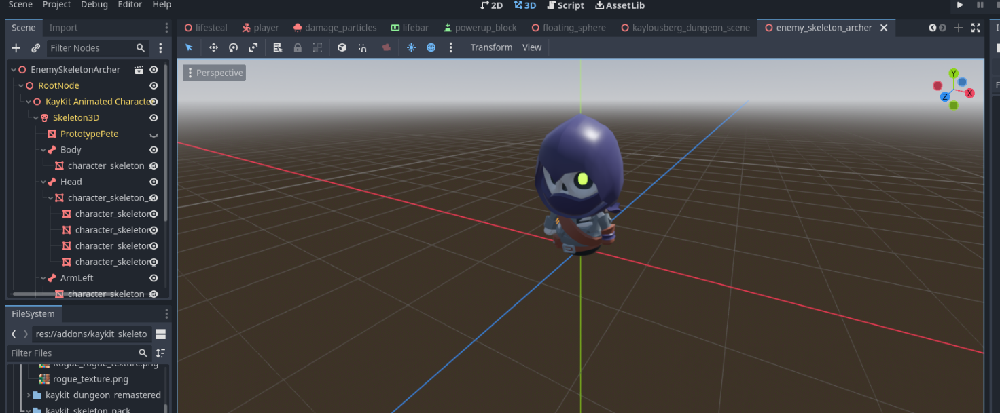 Scene Project Debug Editor Help 2D 3D Script AssetLib
Scene Import lifesteal player damage_particles lifebar powerup_block floating_sphere kaylousberg_dungeon_scene enemy_skeleton_archer
Filter Nodes Transform View
EnemySkeletonArcher
Perspective
RootNode
KayKit Animated Characte
Skeleton3D
PrototypePete
Body
character_skeleton_
Head
character_skeleton_
character_skeleton
character_skeleton
character_skeleton
character_skeleton
ArmLeft
character_skeleton
Y
X
Z
FileSystem
res://addons/kaykit_skeleto
Filter Files
Rogue_rogue_texture.png
rogue_texture.png
kaykit_dungeon_remastered
kaykit_skeleton_pack